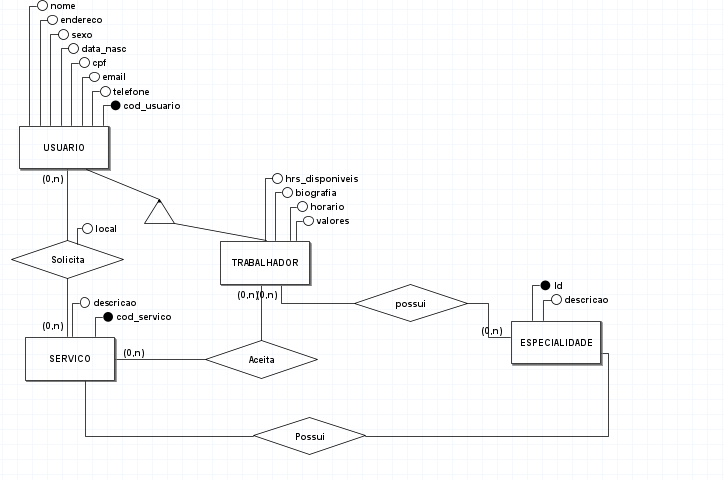 nome
endereco
sexo
data_nasc
cpf
email
telefone
cod_usuario
USUARIO
(0,n)
hrs_disponiveis
biografia
horario
valores
local
Solicita
TRABALHADOR
(0,n)
(0,n)
Id
descricao
possui
descricao
cod_servico
(0,n)
(0,n)
ESPECIALIDADE
SERVICO
(0,n)
Aceita
Possui